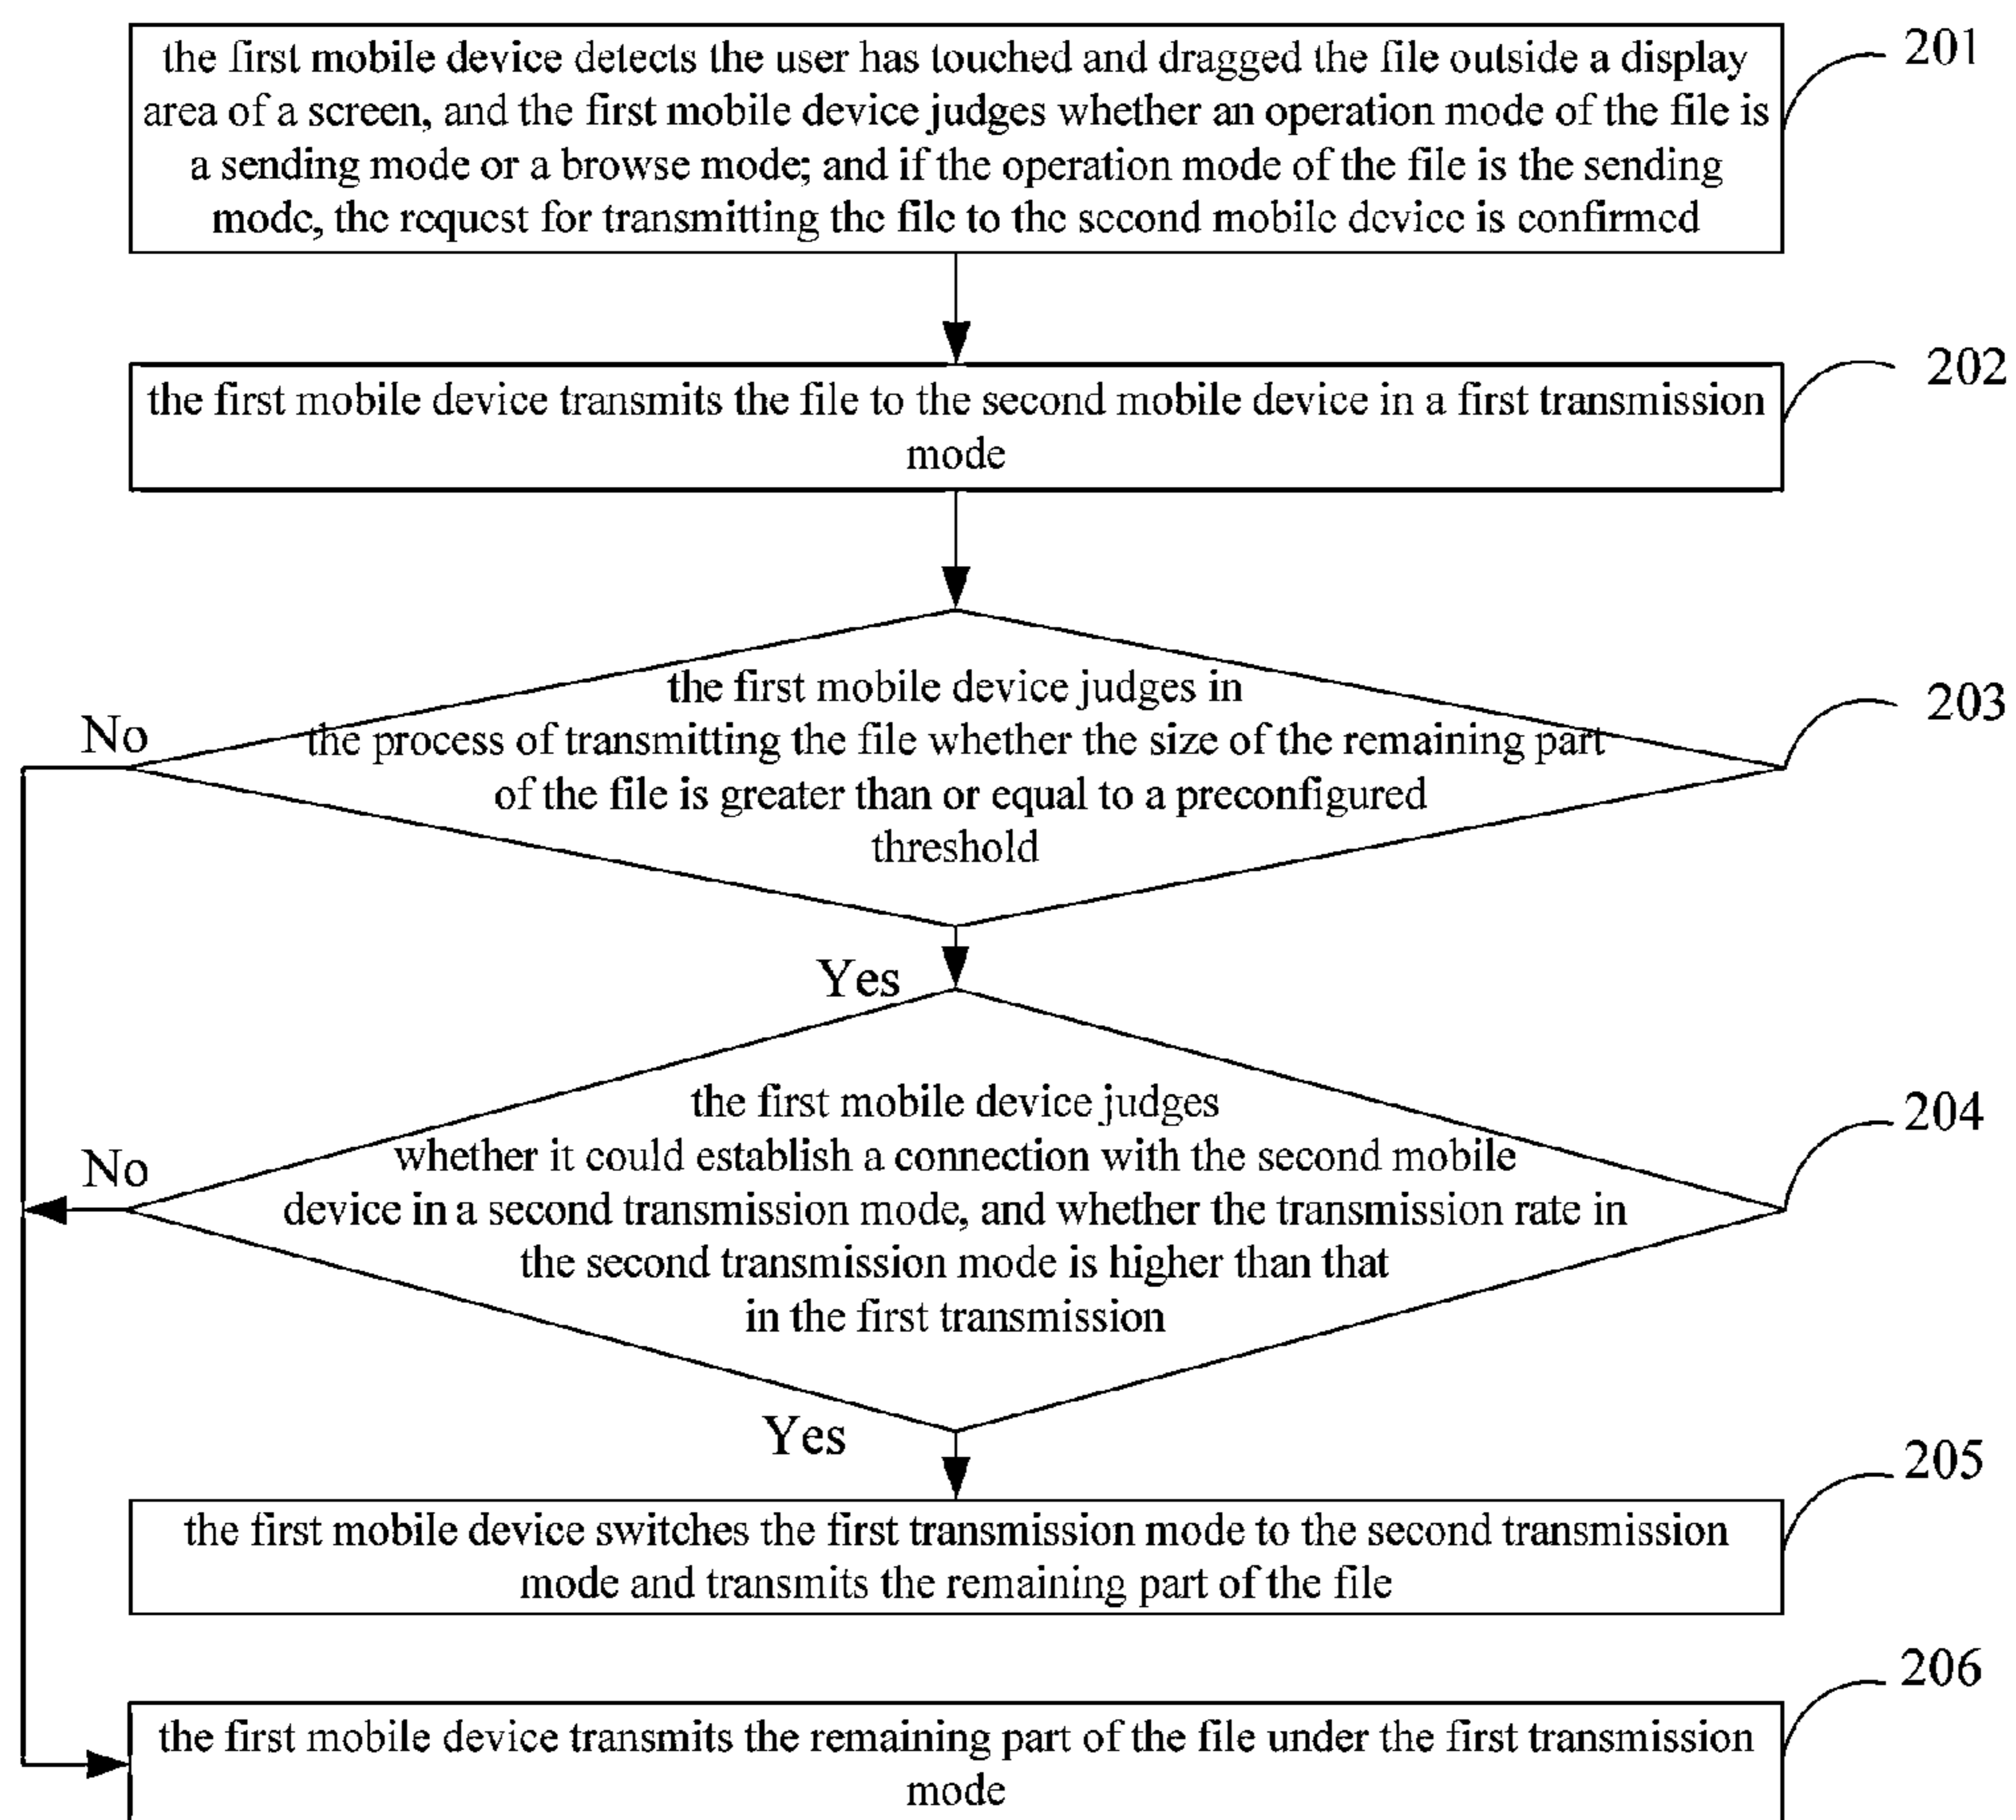 the first mobile device detects the user has touched and dragged the file outside a display
area of a screen, and the first mobile device judges whether an operation mode of the file is
a sending mode or a browse mode; and if the operation mode of the file is the sending
mode, the request for transmitting the file to the second mobile device is confirmed
201
the first mobile device transmits the file to the second mobile device in a first transmission
mode
202
the first mobile device judges in
the process of transmitting the file whether the size of the remaining part
of the file is greater than or equal to a preconfigured
threshold
203
No
Yes
the first mobile device judges
whether it could establish a connection with the second mobile
device in a second transmission mode, and whether the transmission rate in
the second transmission mode is higher than that
in the first transmission
204
No
Yes
the first mobile device switches the first transmission mode to the second transmission
mode and transmits the remaining part of the file
205
the first mobile device transmits the remaining part of the file under the first transmission
mode
206